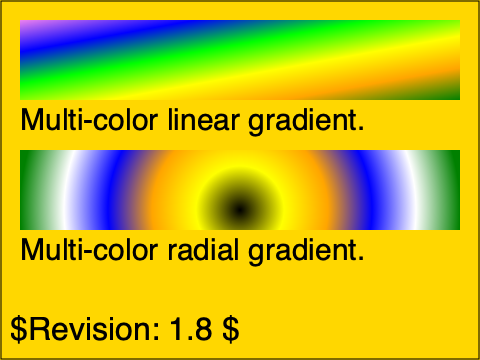 Multi-color linear gradient.
Multi-color radial gradient.
$Revision: 1.8 $